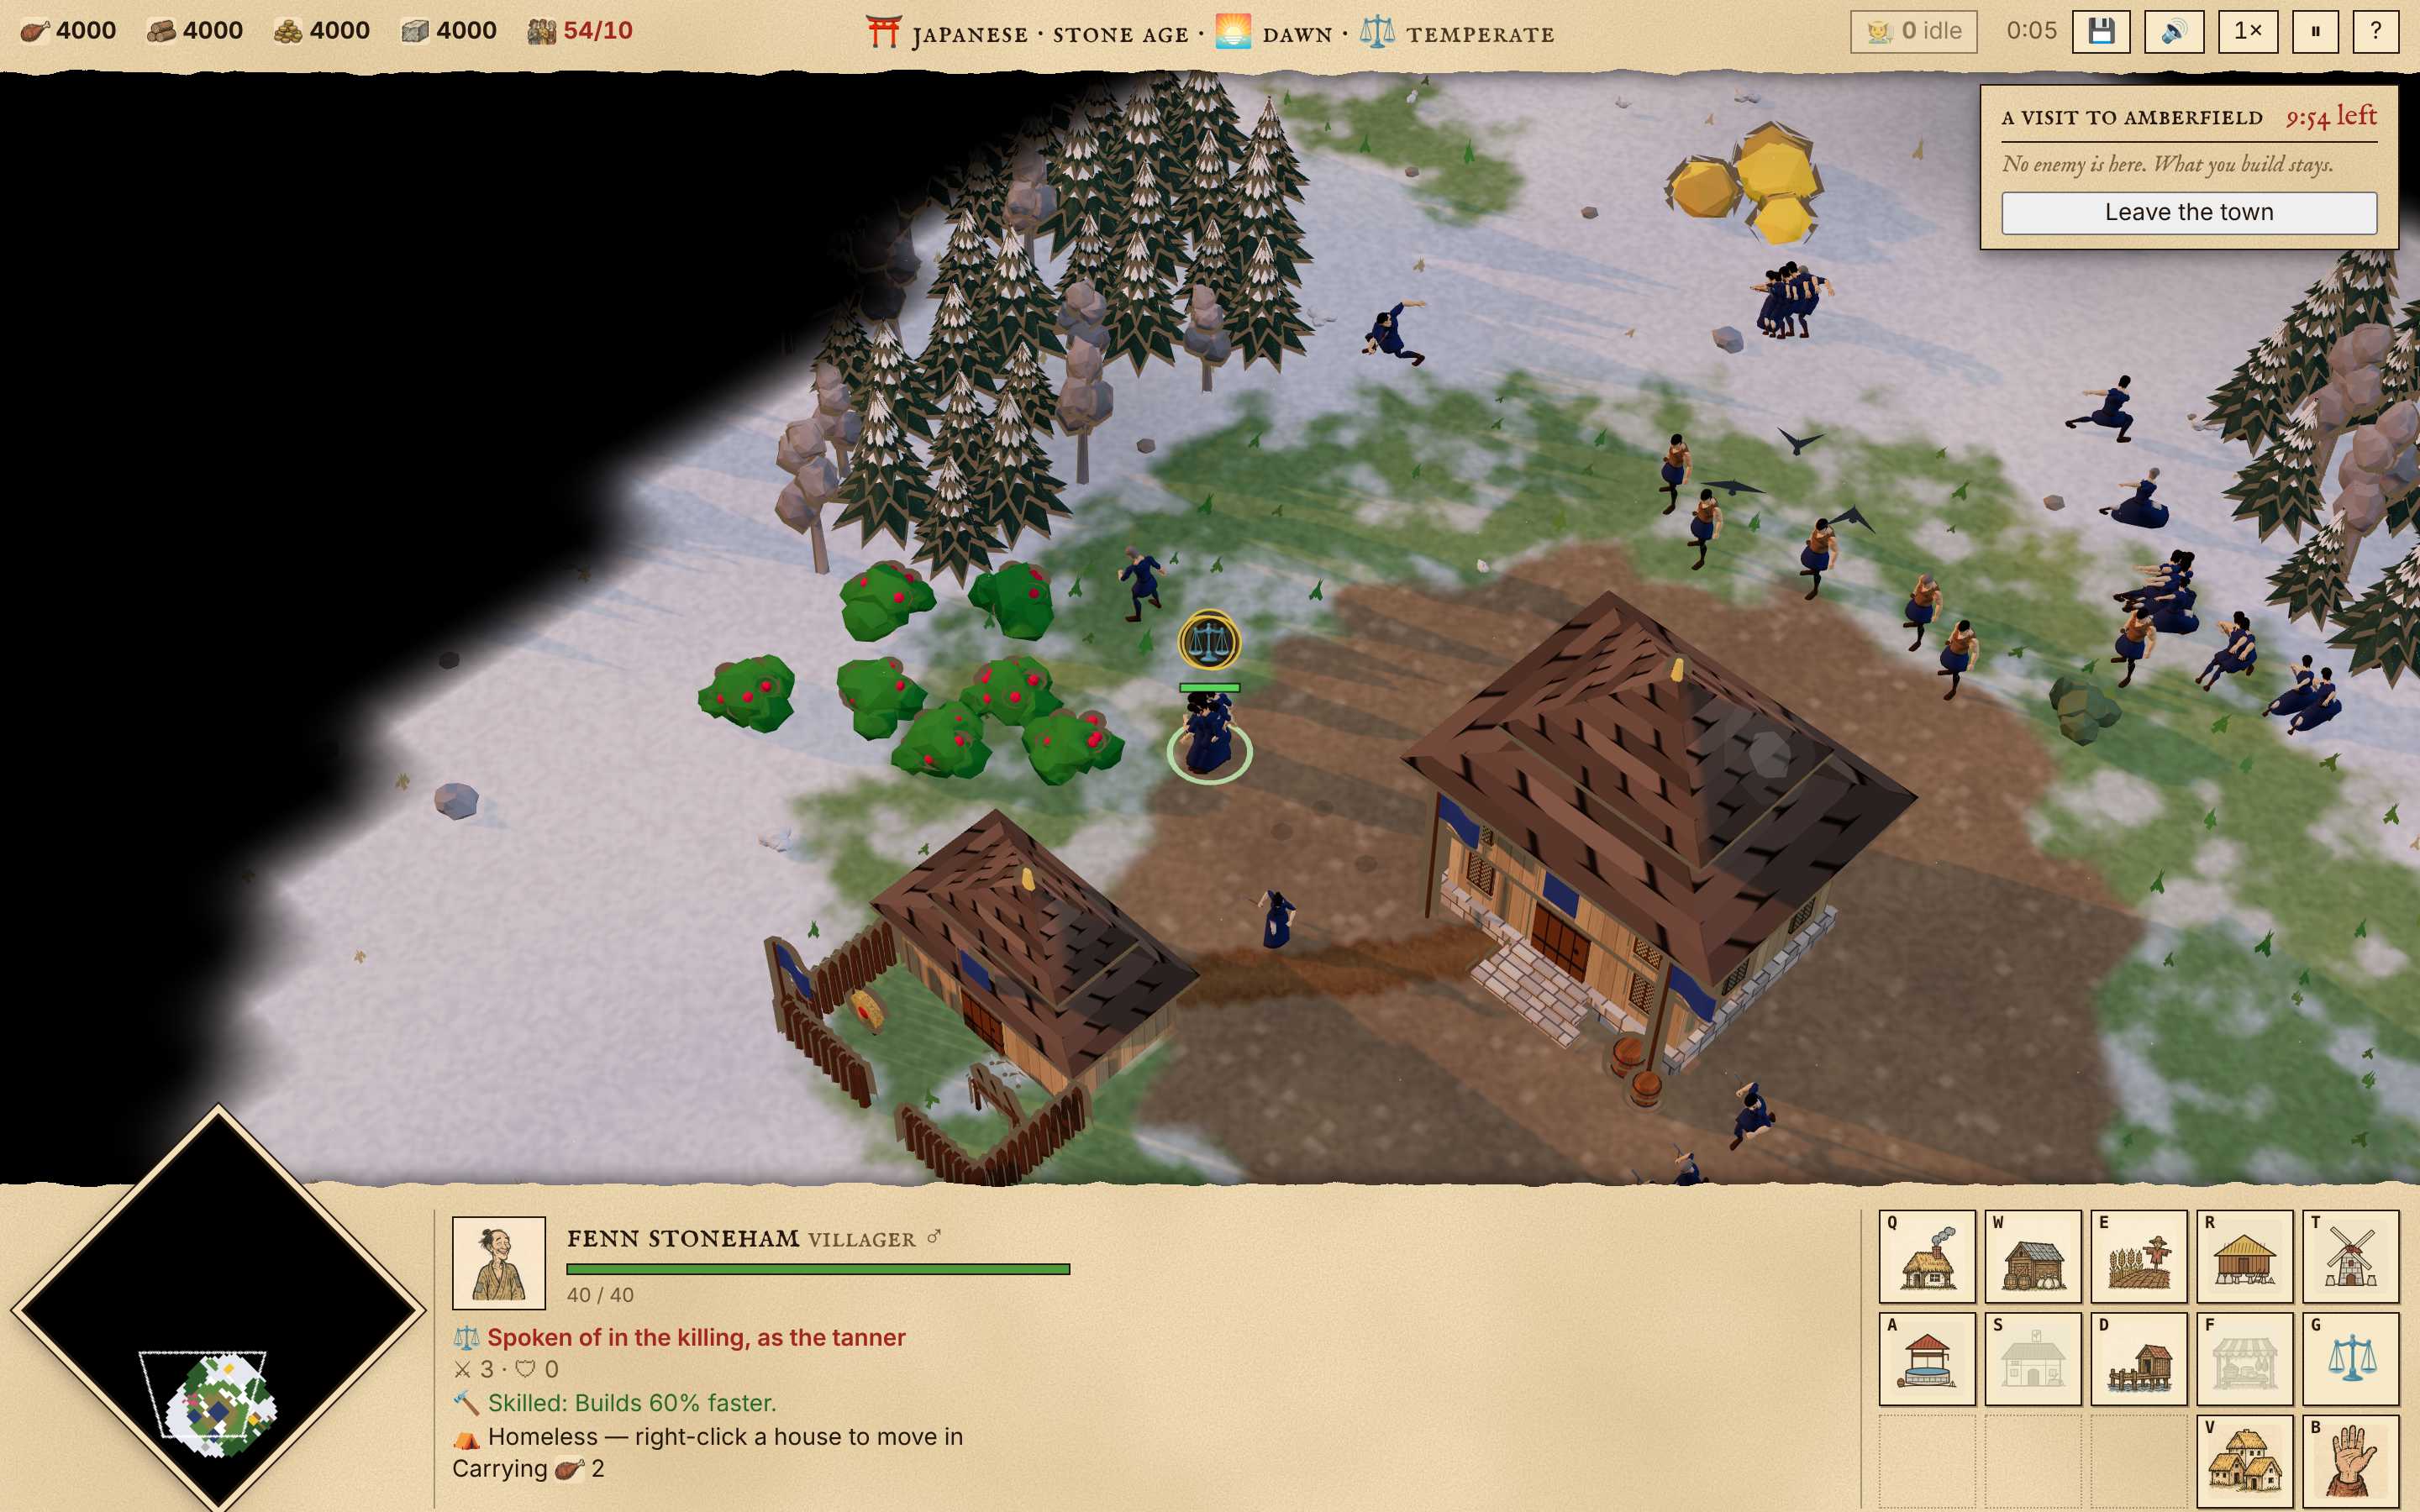 4000 4000 4000 4000 54/10
JAPANESE · STONE AGE · DAWN · TEMPERATE
0 idle 0:05 1× ?
A VISIT TO AMBERFIELD 9:54 left
No enemy is here. What you build stays.
Leave the town
FENN STONEHAM VILLAGER ♂
40 / 40
Spoken of in the killing, as the tanner
3 · 0
Skilled: Builds 60% faster.
Homeless — right-click a house to move in
Carrying 2
Q W E R T
A S D F G
V B